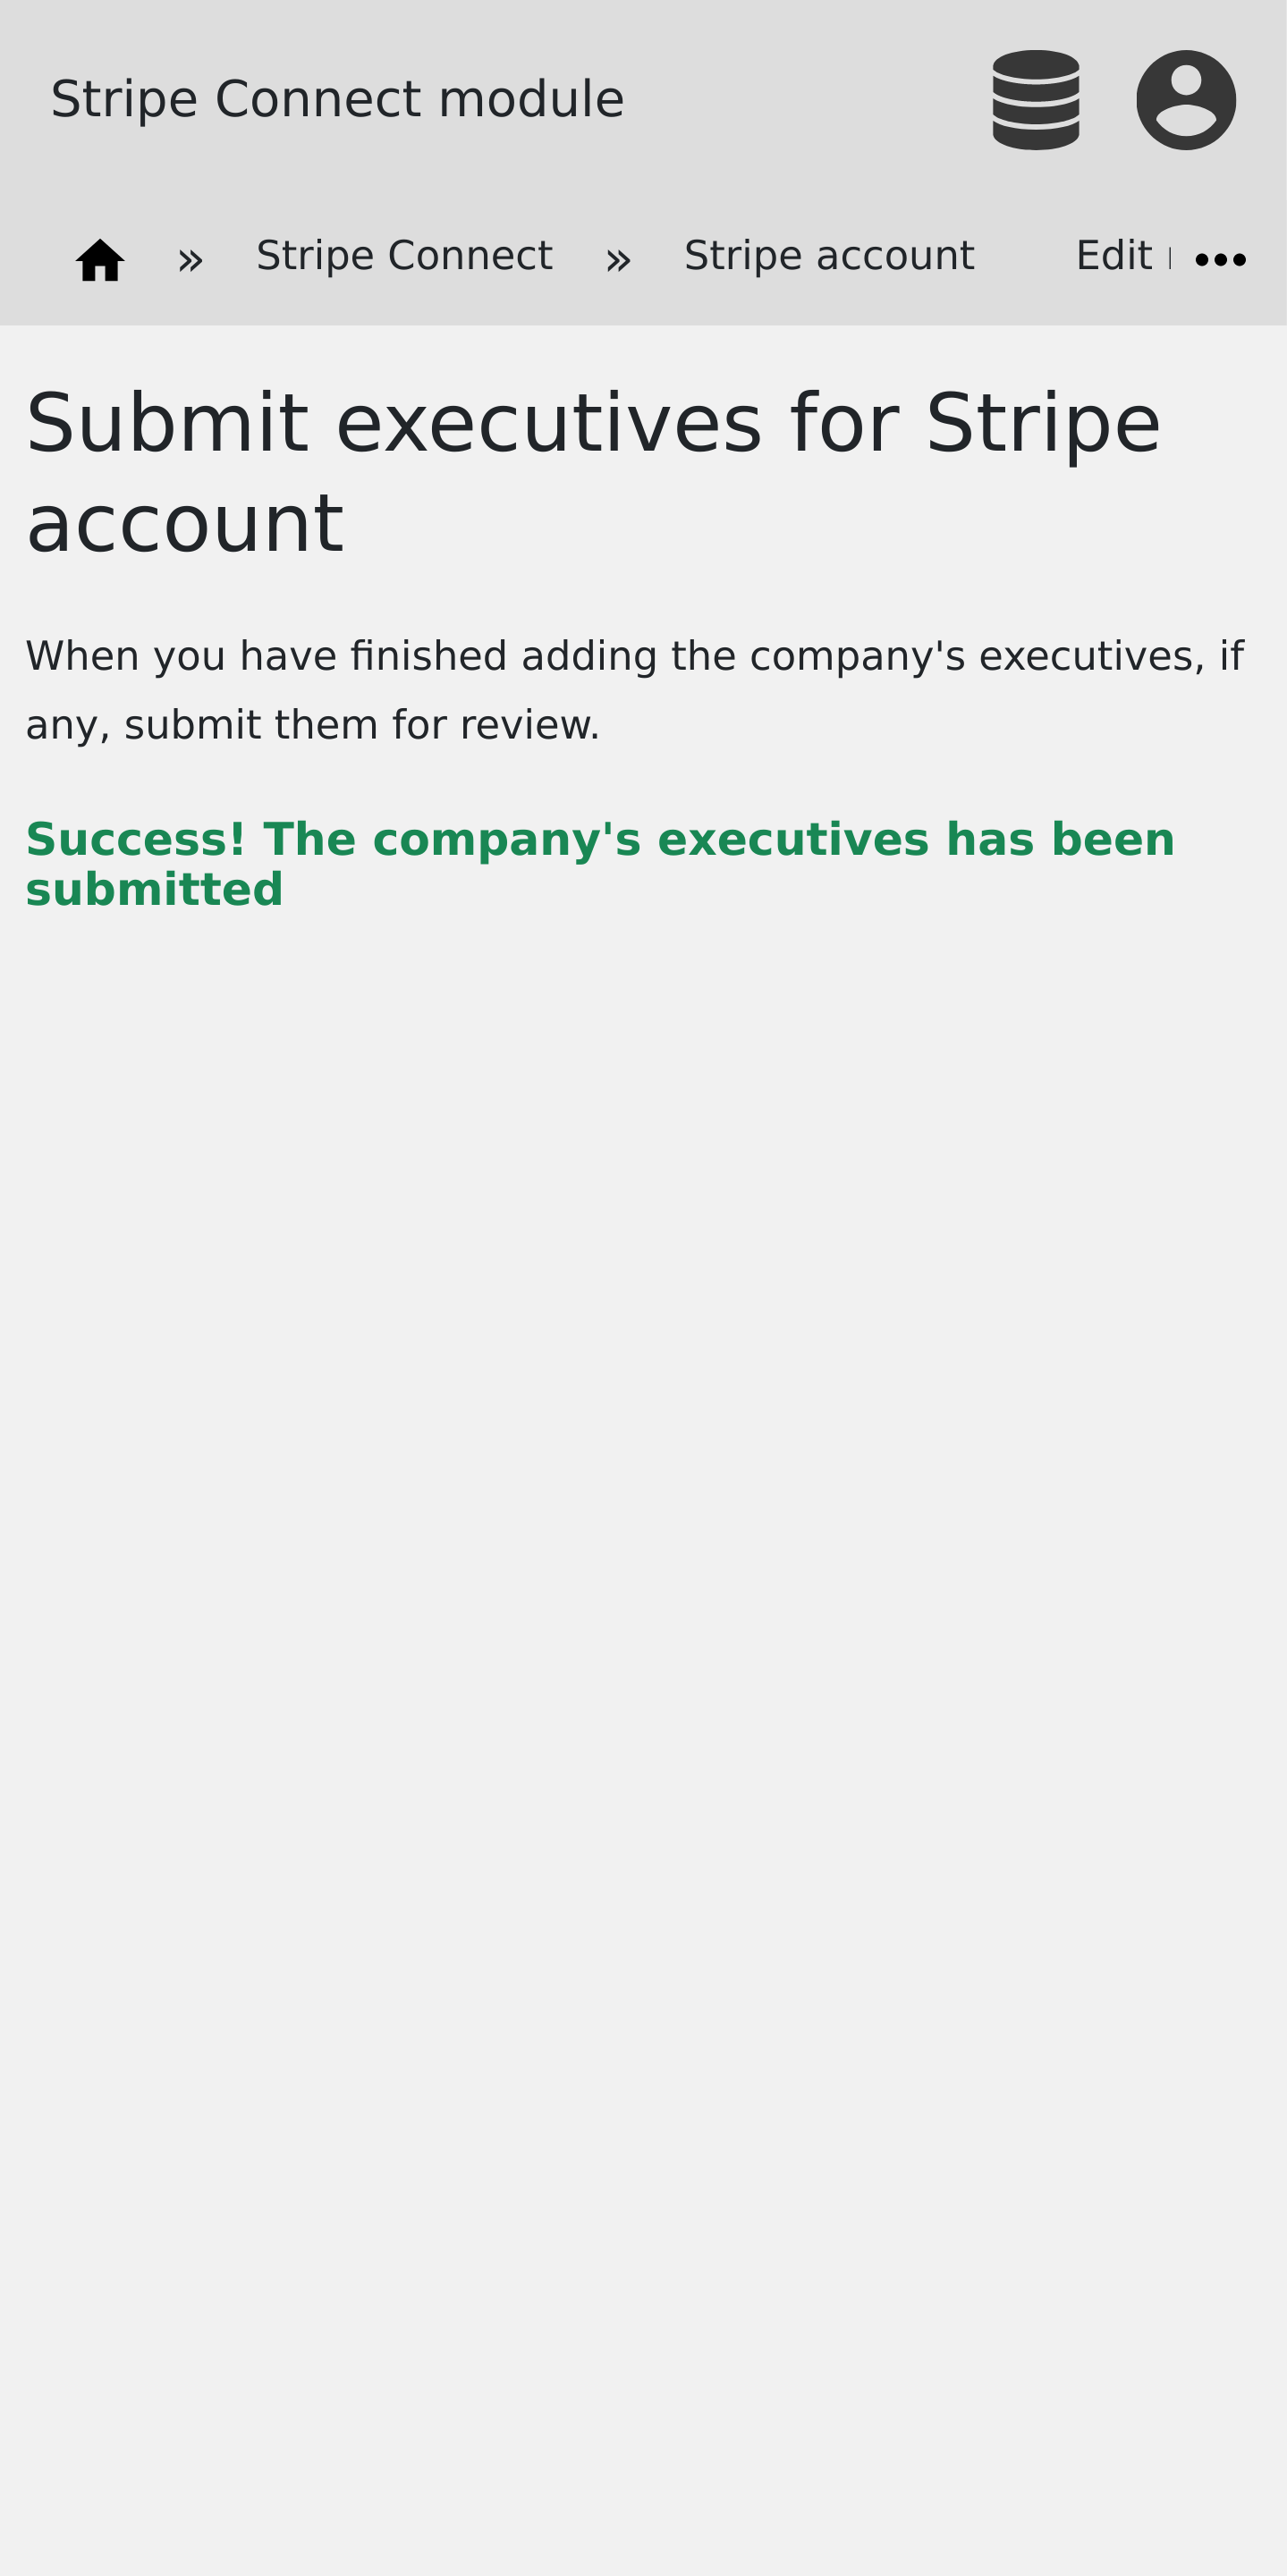 Stripe Connect module
» Stripe Connect » Stripe account Edit
Submit executives for Stripe
account
When you have finished adding the company's executives, if
any, submit them for review.
Success! The company's executives has been
submitted